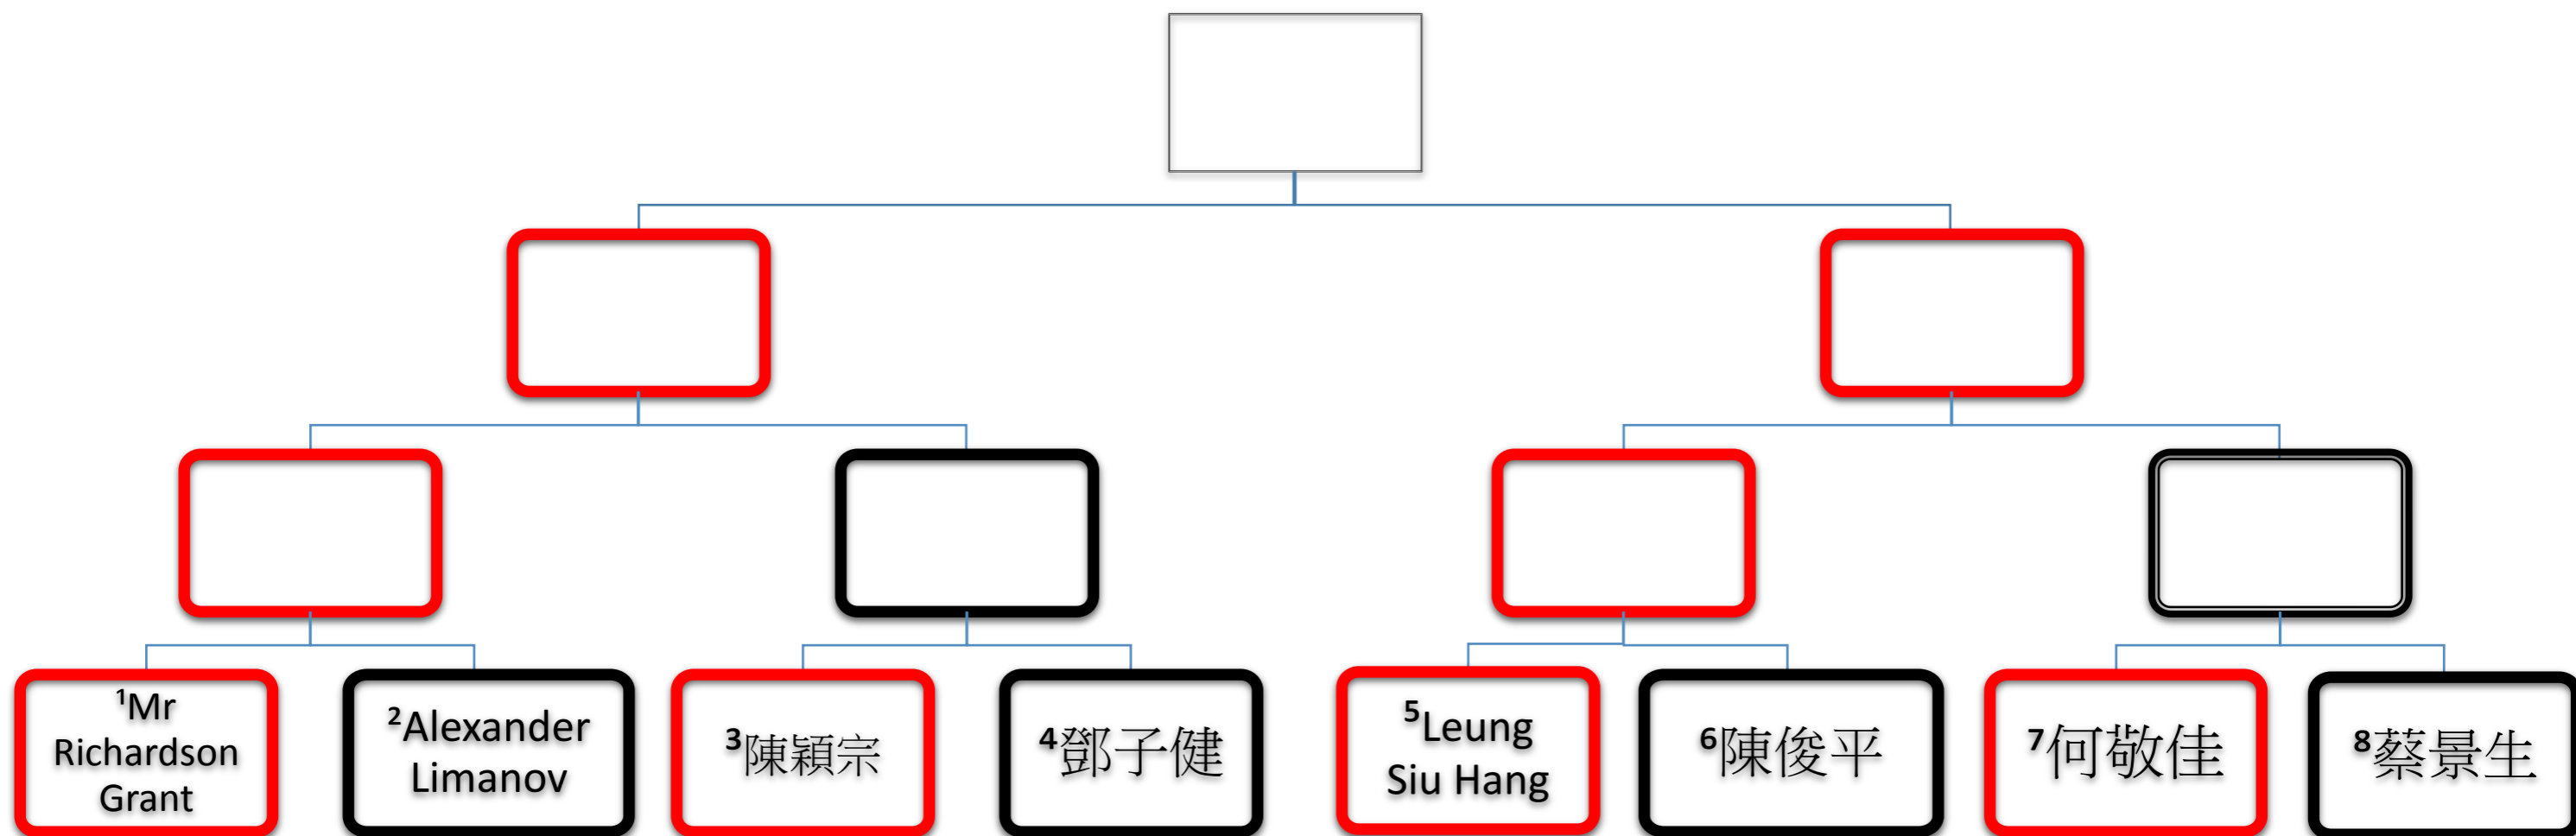 ¹Mr
Richardson
Grant
²Alexander
Limanov
³陳穎宗
⁴鄧子健
⁵Leung
Siu Hang
⁶陳俊平
⁷何敬佳
⁸蔡景生